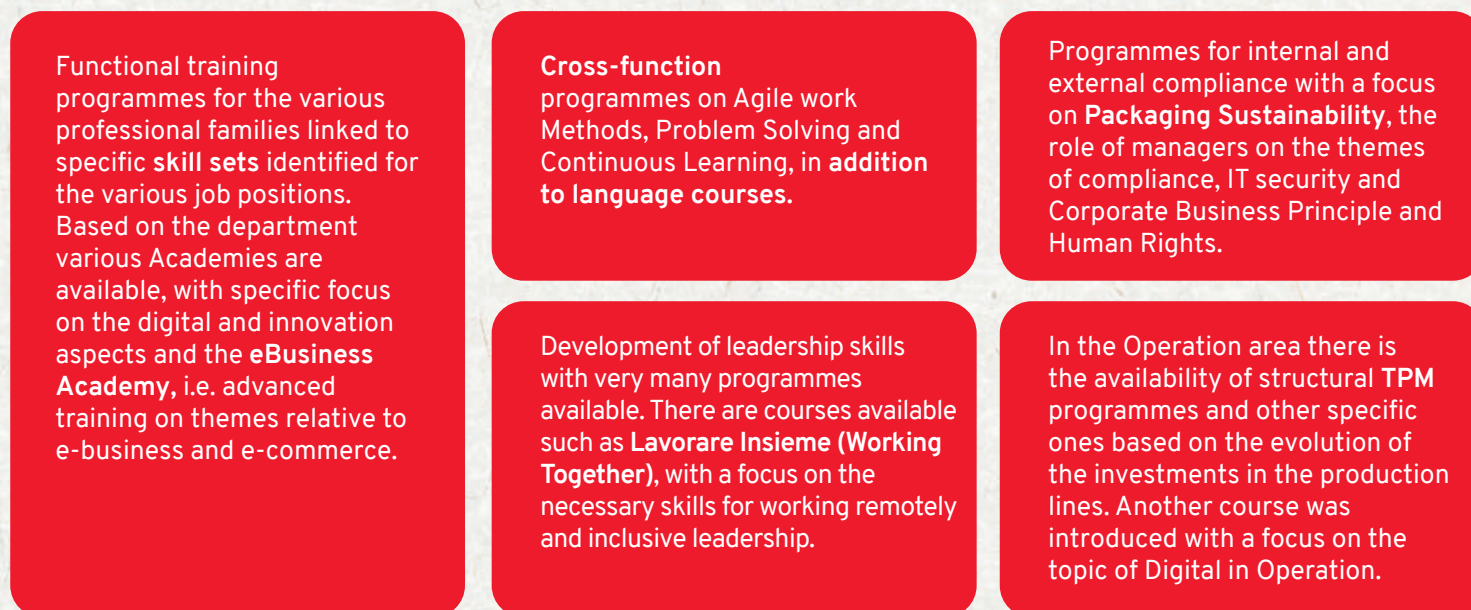 Functional training
programmes for the various
professional families linked to
specific skill sets identified for
the various job positions.
Based on the department
various Academies are
available, with specific focus
on the digital and innovation
aspects and the eBusiness
Academy, i.e. advanced
training on themes relative to
e-business and e-commerce.
Cross-function
programmes on Agile work
Methods, Problem Solving and
Continuous Learning, in addition
to language courses.
Programmes for internal and
external compliance with a focus
on Packaging Sustainability, the
role of managers on the themes
of compliance, IT security and
Corporate Business Principle and
Human Rights.
Development of leadership skills
with very many programmes
available. There are courses available
such as Lavorare Insieme (Working
Together), with a focus on the
necessary skills for working remotely
and inclusive leadership.
In the Operation area there is
the availability of structural TPM
programmes and other specific
ones based on the evolution of
the investments in the production
lines. Another course was
introduced with a focus on the
topic of Digital in Operation.